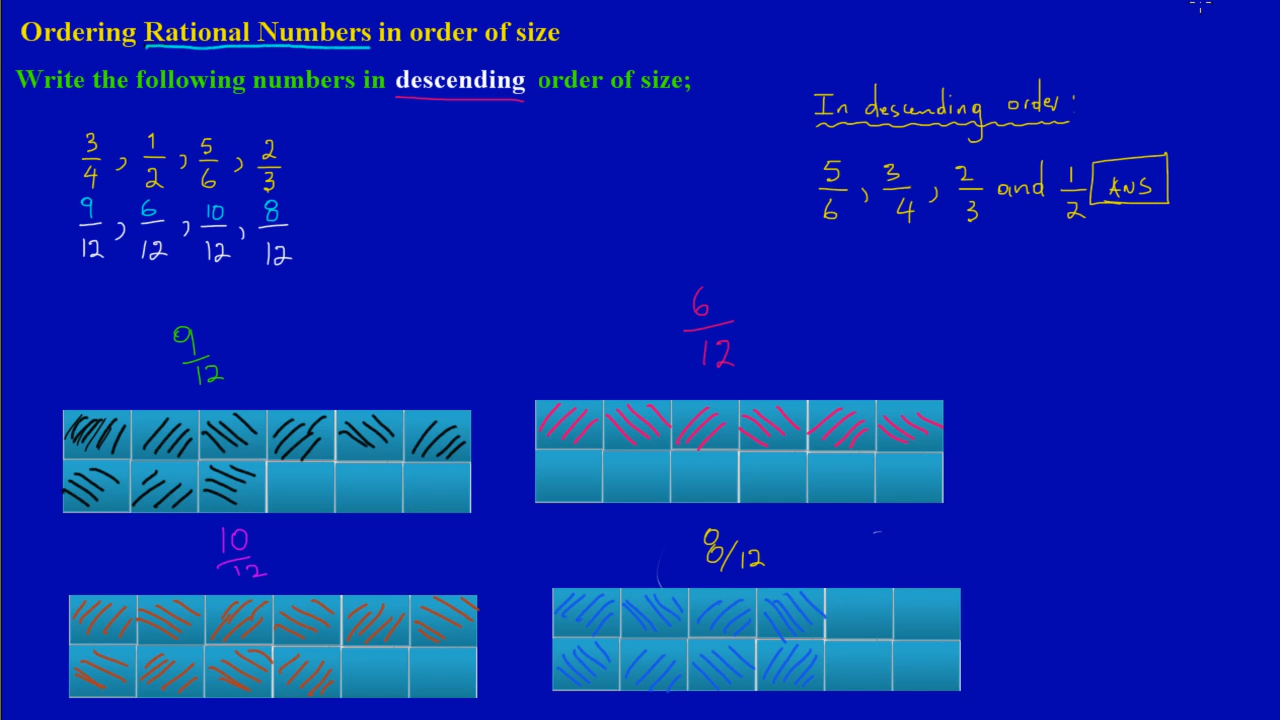 Ordering Rational Numbers in order of size
Write the following numbers in descending order of size;
3/4, 1/2, 5/6, 2/3
9/12, 6/12, 10/12, 8/12
In descending order:
5/6, 3/4, 2/3 and 1/2 ANS
9/12
6/12
10/12
8/12